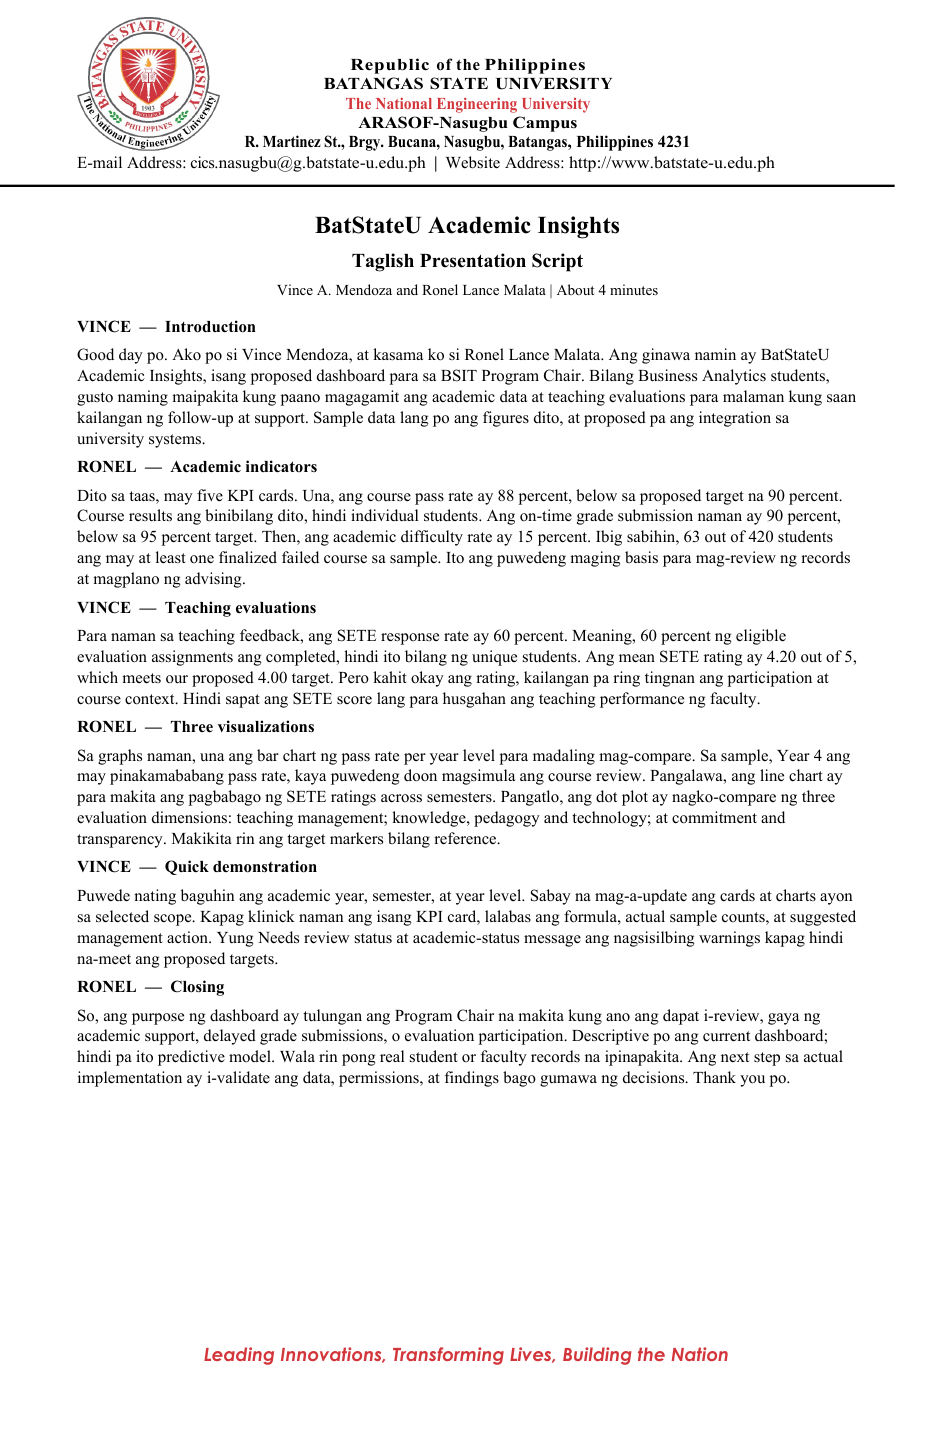 BATANGAS STATE UNIVERSITY
1903
PHILIPPINES
The National Engineering University
Republic of the Philippines
BATANGAS STATE UNIVERSITY
The National Engineering University
ARASOF-Nasugbu Campus
R. Martinez St., Brgy. Bucana, Nasugbu, Batangas, Philippines 4231
E-mail Address: cics.nasugbu@g.batstate-u.edu.ph | Website Address: http://www.batstate-u.edu.ph
BatStateU Academic Insights
Taglish Presentation Script
Vince A. Mendoza and Ronel Lance Malata | About 4 minutes
VINCE — Introduction
Good day po. Ako po si Vince Mendoza, at kasama ko si Ronel Lance Malata. Ang ginawa namin ay BatStateU
Academic Insights, isang proposed dashboard para sa BSIT Program Chair. Bilang Business Analytics students,
gusto naming maipakita kung paano magagamit ang academic data at teaching evaluations para malaman kung saan
kailangan ng follow-up at support. Sample data lang po ang figures dito, at proposed pa ang integration sa
university systems.
RONEL — Academic indicators
Dito sa taas, may five KPI cards. Una, ang course pass rate ay 88 percent, below sa proposed target na 90 percent.
Course results ang binibilang dito, hindi individual students. Ang on-time grade submission naman ay 90 percent,
below sa 95 percent target. Then, ang academic difficulty rate ay 15 percent. Ibig sabihin, 63 out of 420 students
ang may at least one finalized failed course sa sample. Ito ang puwedeng maging basis para mag-review ng records
at magplano ng advising.
VINCE — Teaching evaluations
Para naman sa teaching feedback, ang SETE response rate ay 60 percent. Meaning, 60 percent ng eligible
evaluation assignments ang completed, hindi ito bilang ng unique students. Ang mean SETE rating ay 4.20 out of 5,
which meets our proposed 4.00 target. Pero kahit okay ang rating, kailangan pa ring tingnan ang participation at
course context. Hindi sapat ang SETE score lang para husgahan ang teaching performance ng faculty.
RONEL — Three visualizations
Sa graphs naman, una ang bar chart ng pass rate per year level para madaling mag-compare. Sa sample, Year 4 ang
may pinakamababang pass rate, kaya puwedeng doon magsimula ang course review. Pangalawa, ang line chart ay
para makita ang pagbabago ng SETE ratings across semesters. Pangatlo, ang dot plot ay nagko-compare ng three
evaluation dimensions: teaching management; knowledge, pedagogy and technology; at commitment and
transparency. Makikita rin ang target markers bilang reference.
VINCE — Quick demonstration
Puwede nating baguhin ang academic year, semester, at year level. Sabay na mag-a-update ang cards at charts ayon
sa selected scope. Kapag klinick naman ang isang KPI card, lalabas ang formula, actual sample counts, at suggested
management action. Yung Needs review status at academic-status message ang nagsisilbing warnings kapag hindi
na-meet ang proposed targets.
RONEL — Closing
So, ang purpose ng dashboard ay tulungan ang Program Chair na makita kung ano ang dapat i-review, gaya ng
academic support, delayed grade submissions, o evaluation participation. Descriptive po ang current dashboard;
hindi pa ito predictive model. Wala rin pong real student or faculty records na ipinapakita. Ang next step sa actual
implementation ay i-validate ang data, permissions, at findings bago gumawa ng decisions. Thank you po.
Leading Innovations, Transforming Lives, Building the Nation